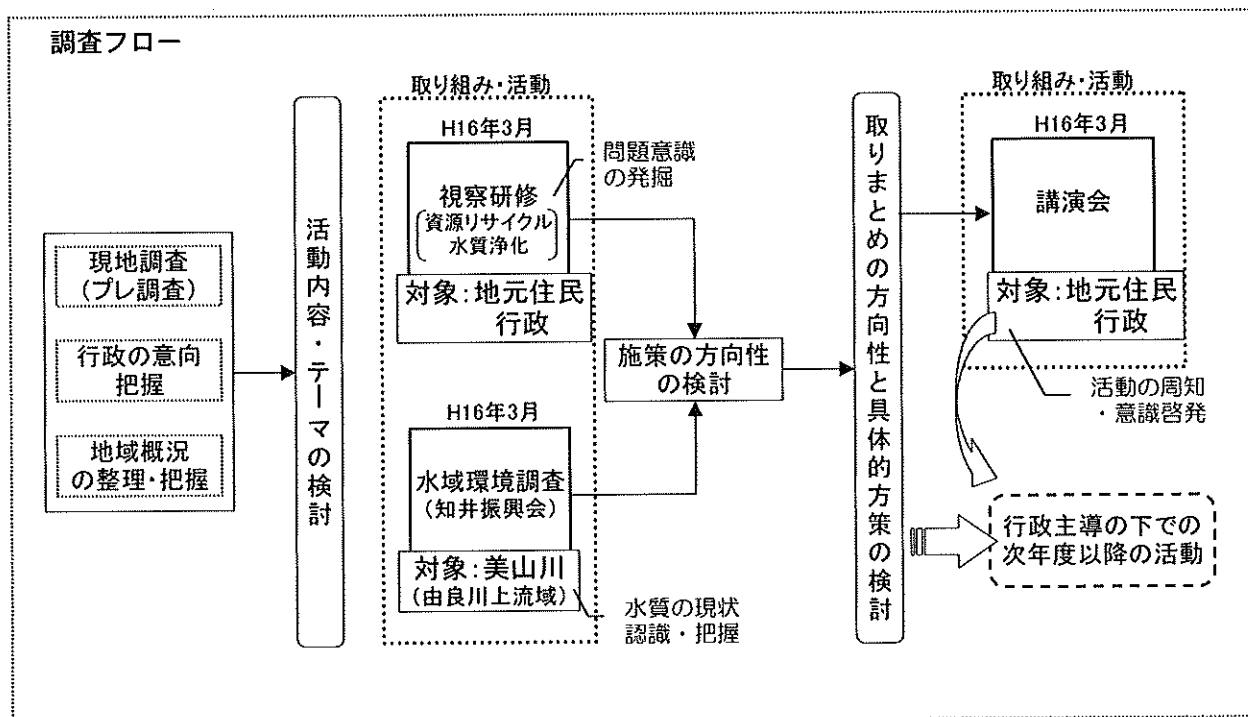 調査フロー
現地調査
(プレ調査)
行政の意向
把握
地域概況
の整理・把握
活動内容・テーマの検討
取り組み・活動
H16年3月
視察研修
資源リサイクル
水質浄化
対象:地元住民
行政
問題意識
の発掘
H16年3月
水域環境調査
(知井振興会)
対象:美山川
(由良川上流域)
水質の現状
認識・把握
施策の方向性
の検討
取りまとめの方向性と具体的方策の検討
取り組み・活動
H16年3月
講演会
対象:地元住民
行政
活動の周知
・意識啓発
行政主導の下での
次年度以降の活動